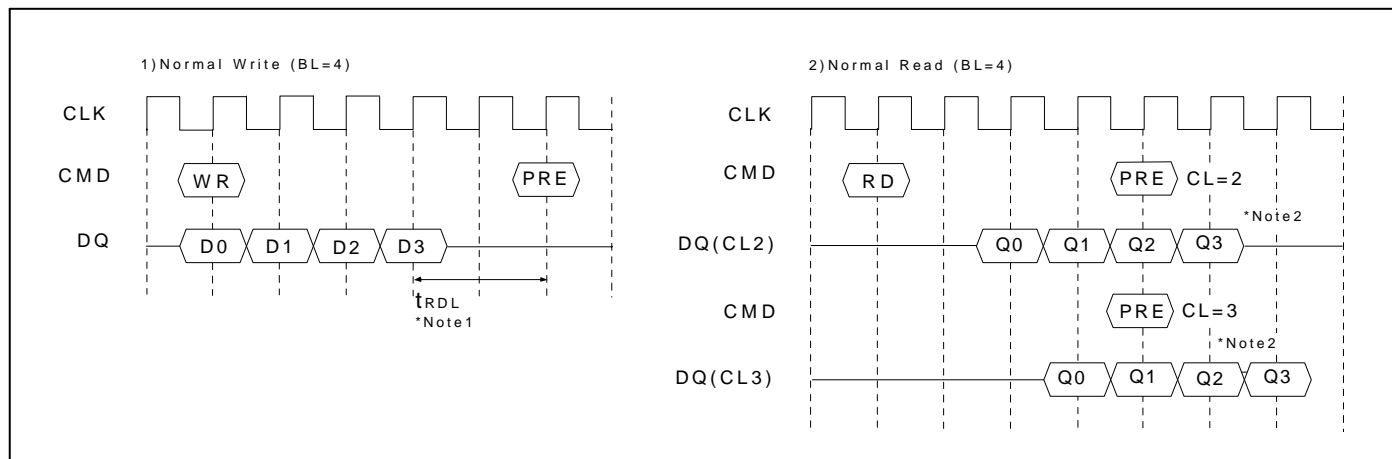 1)Normal Write (BL=4)
CLK
CMD WR PRE
DQ D0 D1 D2 D3
tRDL
*Note1
2)Normal Read (BL=4)
CLK
CMD RD PRE CL=2
*Note2
DQ(CL2) Q0 Q1 Q2 Q3
CMD PRE CL=3
*Note2
DQ(CL3) Q0 Q1 Q2 Q3